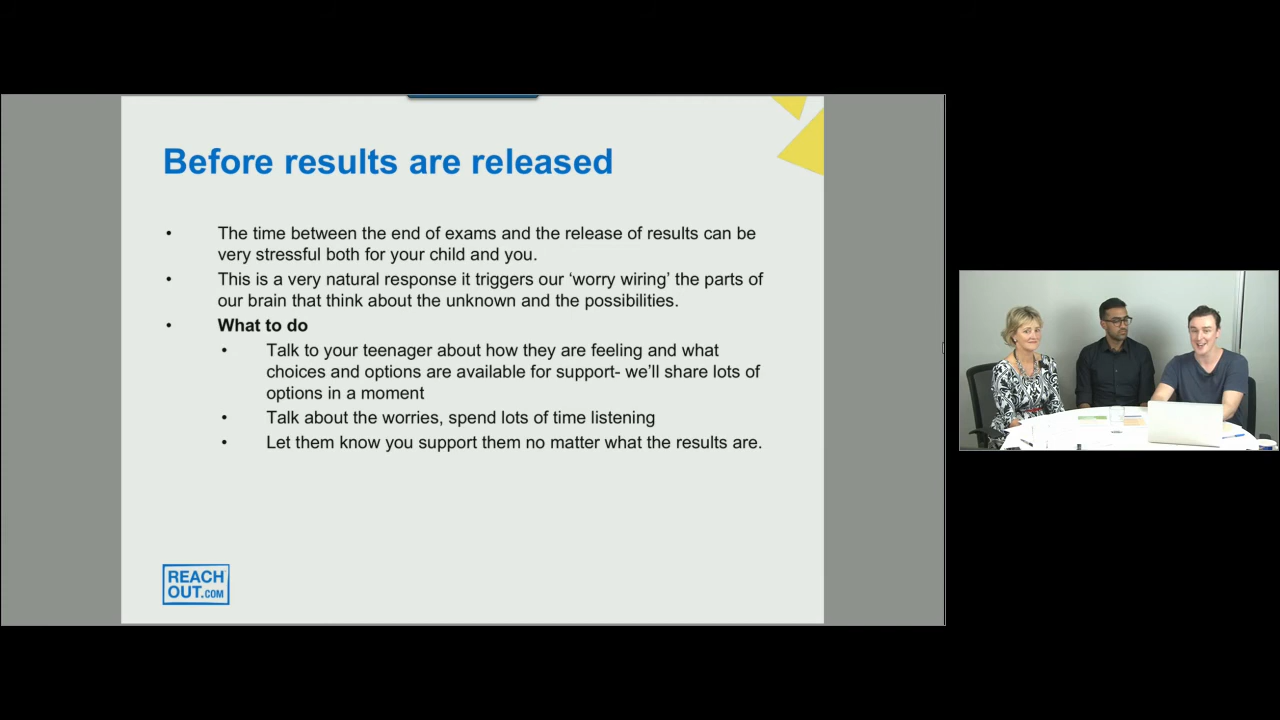 Before results are released
• The time between the end of exams and the release of results can be
very stressful both for your child and you.
• This is a very natural response it triggers our ‘worry wiring’ the parts of
our brain that think about the unknown and the possibilities.
• What to do
• Talk to your teenager about how they are feeling and what
choices and options are available for support- we’ll share lots of
options in a moment
• Talk about the worries, spend lots of time listening
• Let them know you support them no matter what the results are.
REACH
OUT.COM